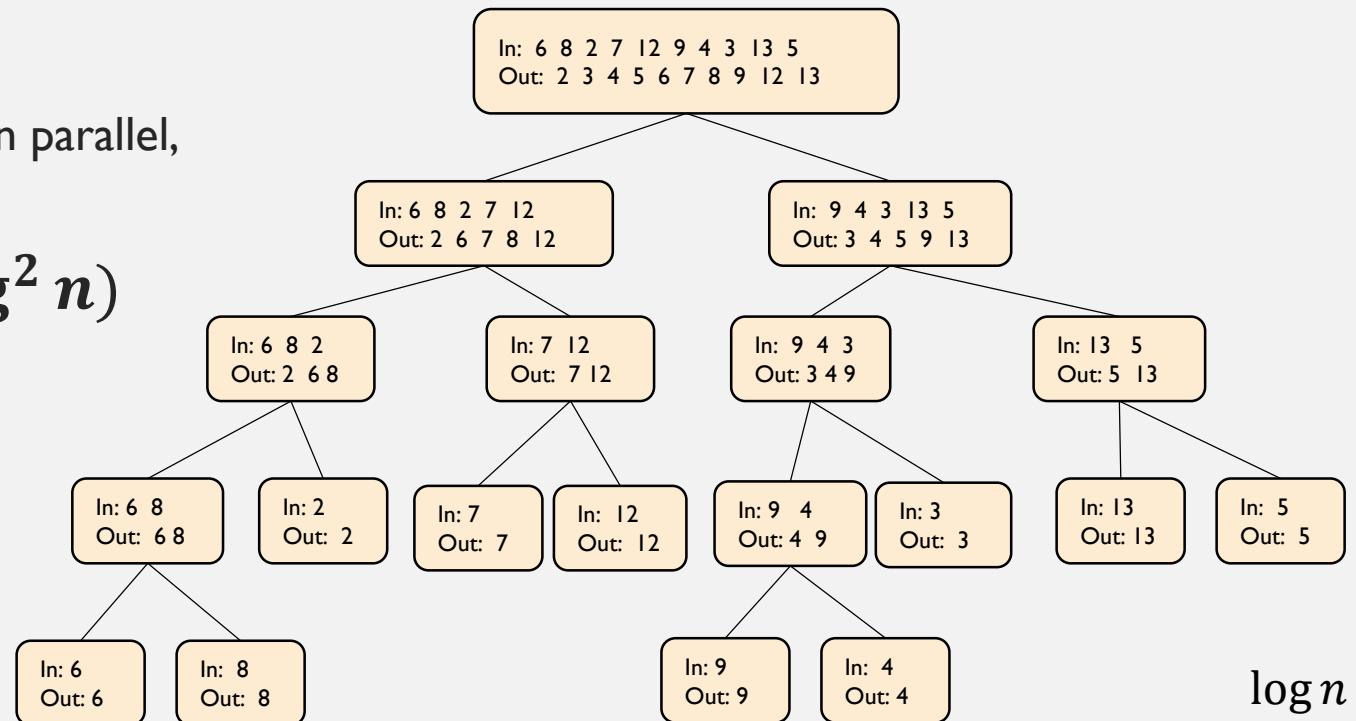 In: 6 8 2 7 12 9 4 3 13 5
Out: 2 3 4 5 6 7 8 9 12 13
n parallel,
In: 6 8 2 7 12
Out: 2 6 7 8 12
In: 9 4 3 13 5
Out: 3 4 5 9 13
g² n)
In: 6 8 2
Out: 2 6 8
In: 7 12
Out: 7 12
In: 9 4 3
Out: 3 4 9
In: 13 5
Out: 5 13
In: 6 8
Out: 6 8
In: 2
Out: 2
In: 7
Out: 7
In: 12
Out: 12
In: 9 4
Out: 4 9
In: 3
Out: 3
In: 13
Out: 13
In: 5
Out: 5
In: 6
Out: 6
In: 8
Out: 8
In: 9
Out: 9
In: 4
Out: 4
log n